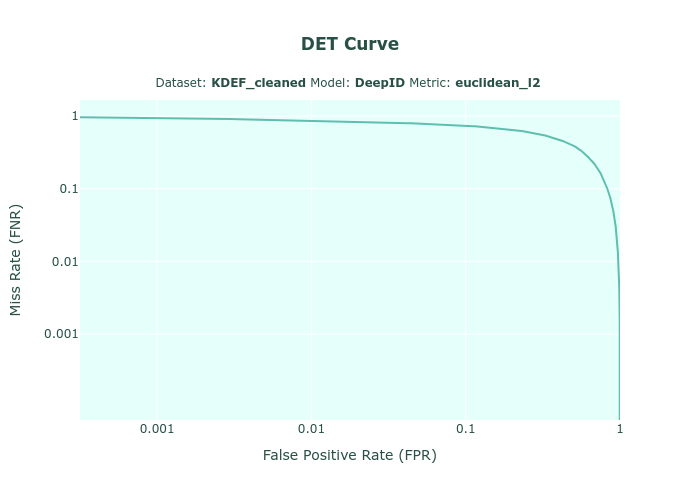 DET Curve
Dataset: KDEF_cleaned Model: DeepID Metric: euclidean_l2
1
0.1
0.01
0.001
Miss Rate (FNR)
0.001
0.01
0.1
1
False Positive Rate (FPR)